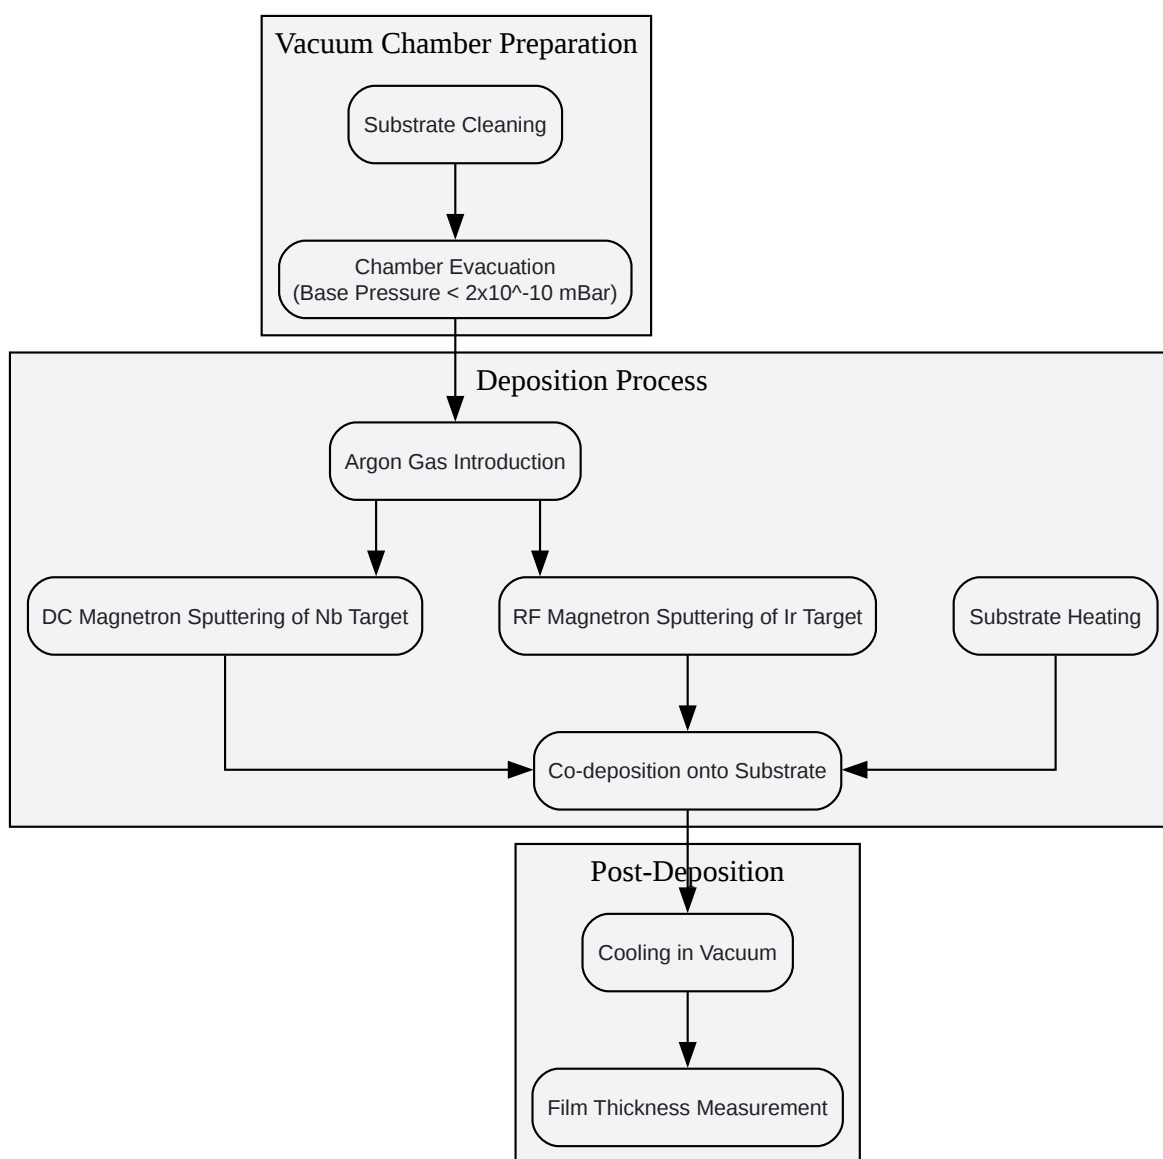 Vacuum Chamber Preparation
Substrate Cleaning
Chamber Evacuation
(Base Pressure < 2x10^-10 mBar)
Deposition Process
Argon Gas Introduction
DC Magnetron Sputtering of Nb Target
RF Magnetron Sputtering of Ir Target
Substrate Heating
Co-deposition onto Substrate
Post-Deposition
Cooling in Vacuum
Film Thickness Measurement